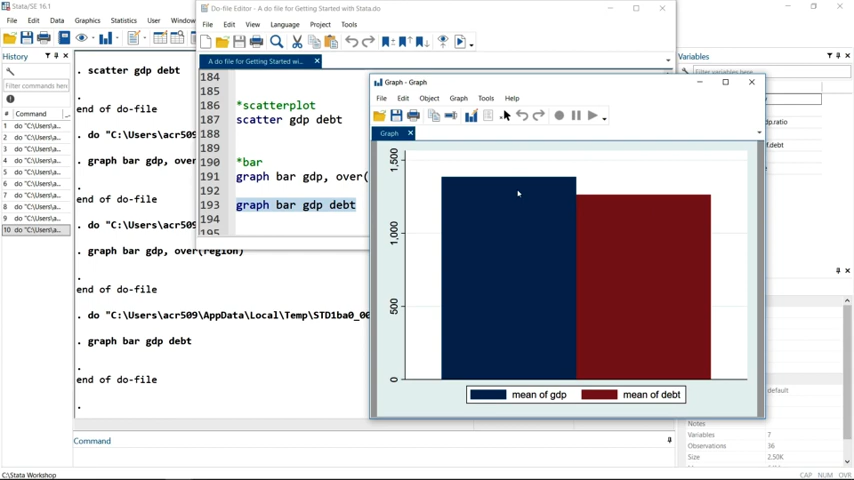 Stata/SE 16.1
File Edit Data Graphics Statistics User Window
History
Filter commands here
# Command
1 do "C:\Users\a...
2 do "C:\Users\a...
3 do "C:\Users\a...
4 do "C:\Users\a...
5 do "C:\Users\a...
6 do "C:\Users\a...
7 do "C:\Users\a...
8 do "C:\Users\a...
9 do "C:\Users\a...
10 do "C:\Users\a...
. scatter gdp debt
.
end of do-file
. do "C:\Users\acr509
. graph bar gdp, over
.
end of do-file
. do "C:\Users\acr509
. graph bar gdp, over(region)
.
end of do-file
. do "C:\Users\acr509\AppData\Local\Temp\STD1ba0_00
. graph bar gdp debt
.
end of do-file
.
Command
Do-file Editor - A do file for Getting Started with Stata.do
File Edit View Language Project Tools
A do file for Getting Started wi...
184
185
186 *scatterplot
187 scatter gdp debt
188
189
190 *bar
191 graph bar gdp, over(
192
193 graph bar gdp debt
194
195
Graph - Graph
File Edit Object Graph Tools Help
Graph
1,500
1,000
500
0
mean of gdp
mean of debt
Variables
Filter variables here
dp.ratio
f.debt
default
Notes
Variables 7
Observations 36
Size 2.50K
C:\Stata Workshop
CAP NUM OVR